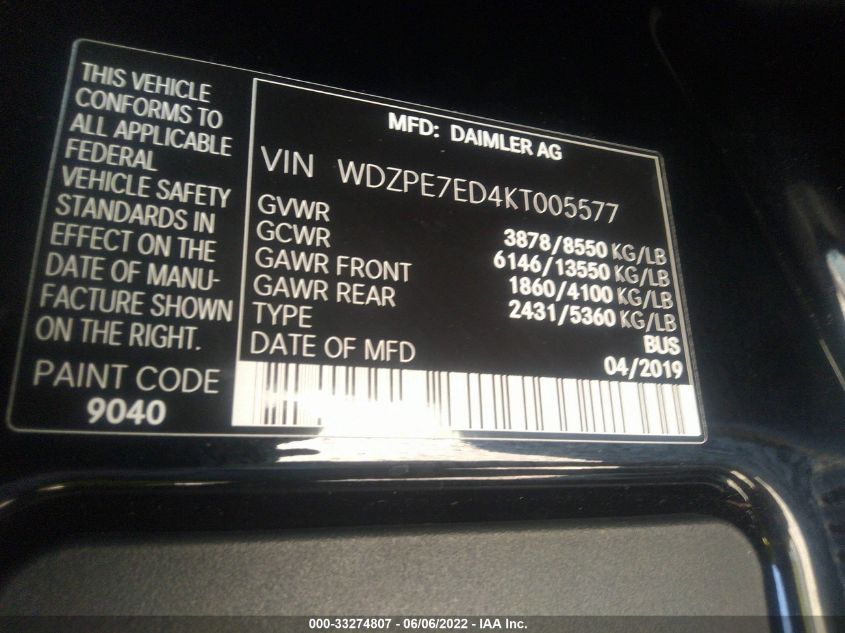 THIS VEHICLE
CONFORMS TO
ALL APPLICABLE
FEDERAL
VEHICLE SAFETY
STANDARDS IN
EFFECT ON THE
DATE OF MANU-
FACTURE SHOWN
ON THE RIGHT.
PAINT CODE
9040
MFD: DAIMLER AG
VIN WDZPE7ED4KT005577
GVWR 3878/8550 KG/LB
GCWR 6146/13550 KG/LB
GAWR FRONT 1860/4100 KG/LB
GAWR REAR 2431/5360 KG/LB
TYPE BUS
DATE OF MFD 04/2019
000-33274807 - 06/06/2022 - IAA Inc.